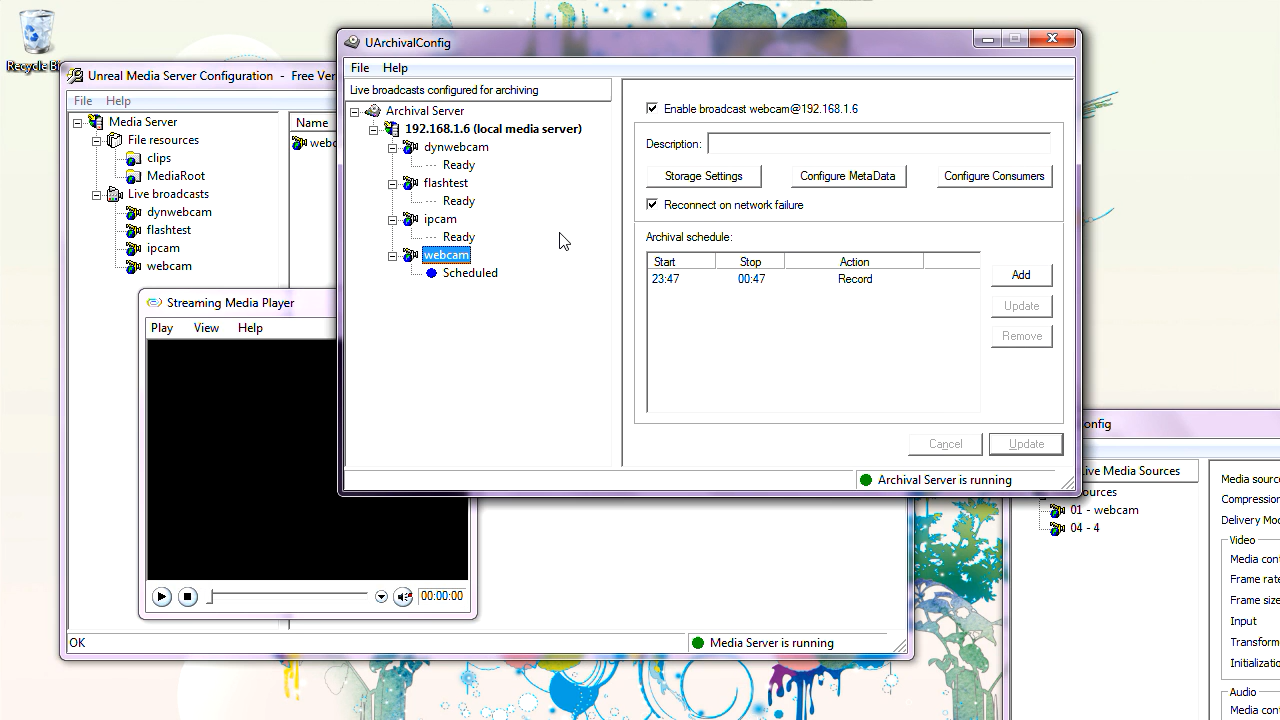 Recycle Bi
Unreal Media Server Configuration - Free Ver
File Help
Media Server
File resources
clips
MediaRoot
Live broadcasts
dynwebcam
flashtest
ipcam
webcam
Name
webc
OK
Media Server is running
Streaming Media Player
Play View Help
00:00:00
UArchivalConfig
File Help
Live broadcasts configured for archiving
Archival Server
192.168.1.6 (local media server)
dynwebcam
Ready
flashtest
Ready
ipcam
Ready
webcam
Scheduled
Enable broadcast webcam@192.168.1.6
Description:
Storage Settings Configure MetaData Configure Consumers
Reconnect on network failure
Archival schedule:
Start Stop Action
23:47 00:47 Record
Add
Update
Remove
Cancel Update
Archival Server is running
onfig
ive Media Sources
ources
01 - webcam
04 - 4
Media sourc
Compression
Delivery Mod
Video
Media conf
Frame rate
Frame size
Input
Transform
Initializatio
Audio
Media conf